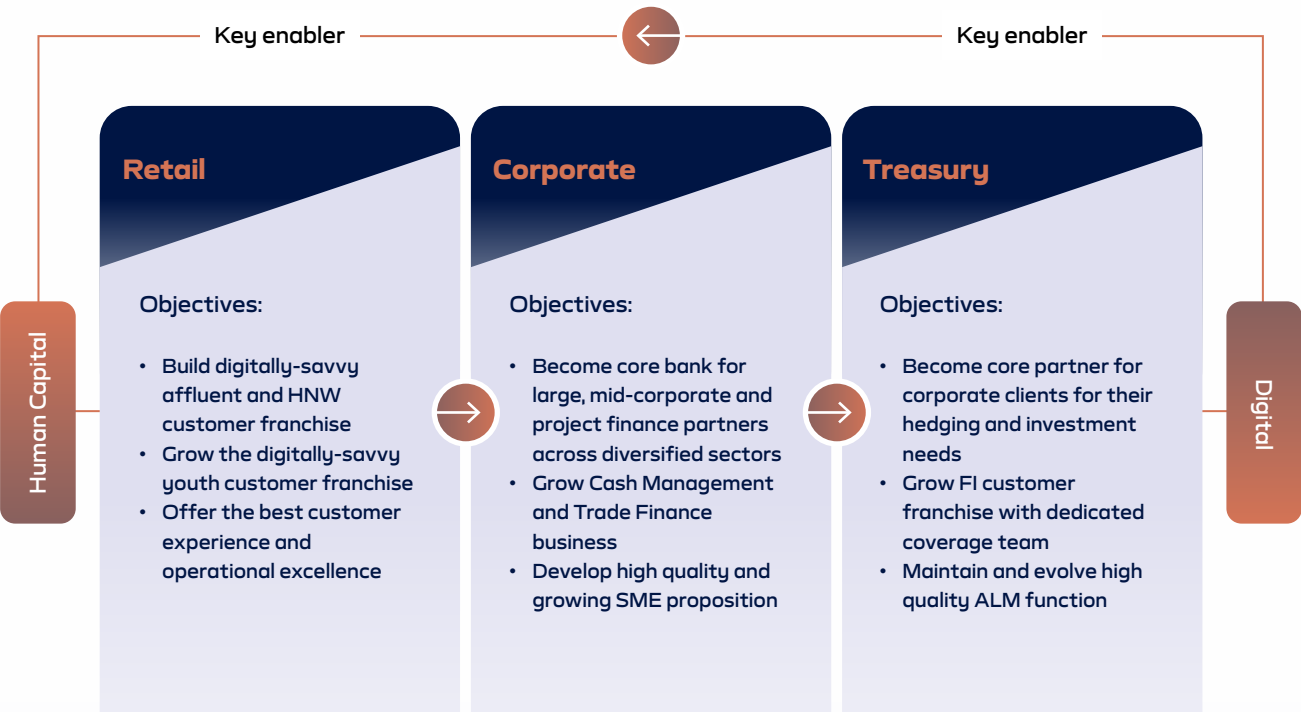 Key enabler
Key enabler
Human Capital
Retail
Objectives:
• Build digitally-savvy
affluent and HNW
customer franchise
• Grow the digitally-savvy
youth customer franchise
• Offer the best customer
experience and
operational excellence
Corporate
Objectives:
• Become core bank for
large, mid-corporate and
project finance partners
across diversified sectors
• Grow Cash Management
and Trade Finance
business
• Develop high quality and
growing SME proposition
Treasury
Objectives:
• Become core partner for
corporate clients for their
hedging and investment
needs
• Grow FI customer
franchise with dedicated
coverage team
• Maintain and evolve high
quality ALM function
Digital